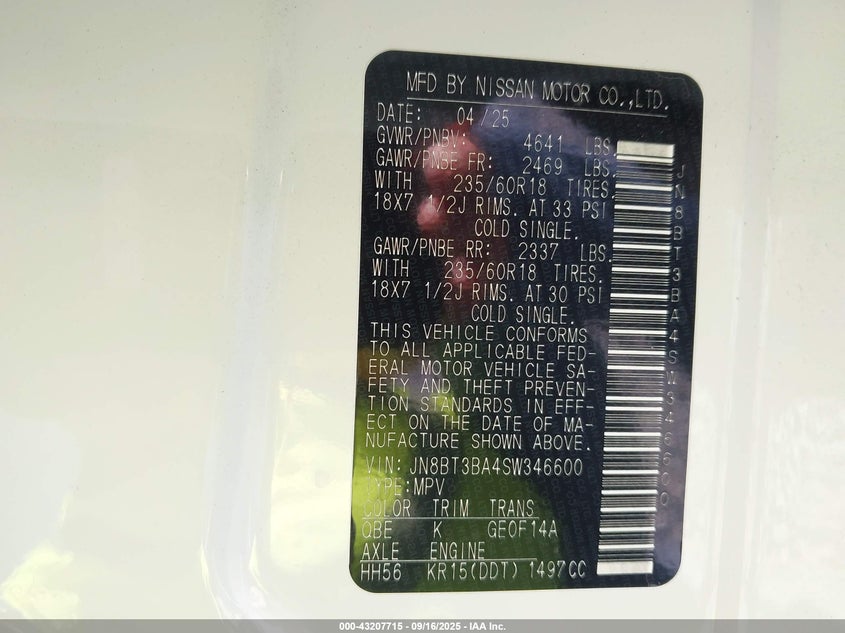 MFD BY NISSAN MOTOR CO.,LTD.
DATE: 04/25
GVWR/PNBV: 4641 LBS.
GAWR/PNBE FR: 2469 LBS.
WITH 235/60R18 TIRES.
18X7 1/2J RIMS. AT 33 PSI
COLD SINGLE.
GAWR/PNBE RR: 2337 LBS.
WITH 235/60R18 TIRES.
18X7 1/2J RIMS. AT 30 PSI
COLD SINGLE.
THIS VEHICLE CONFORMS
TO ALL APPLICABLE FED-
ERAL MOTOR VEHICLE SA-
FETY AND THEFT PREVEN-
TION STANDARDS IN EFF-
ECT ON THE DATE OF MA-
NUFACTURE SHOWN ABOVE.
VIN:JN8BT3BA4SW346600
TYPE:MPV
COLOR TRIM TRANS
QBE K GE0F14A
AXLE ENGINE
HH56 KR15(DDT) 1497CC
JN8BT3BA4SW346600
000-43207715 - 09/16/2025 - IAA Inc.